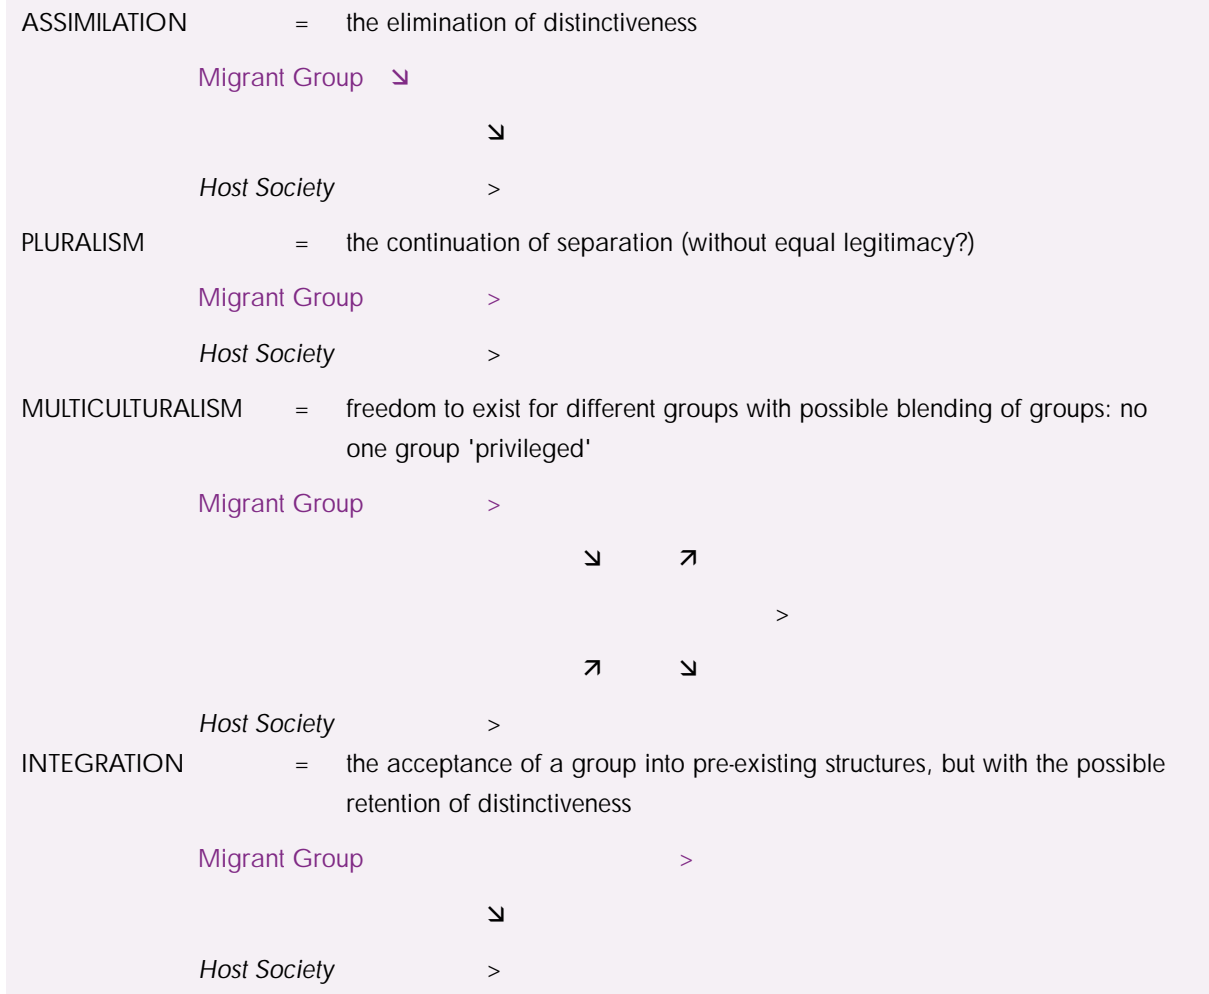 ASSIMILATION = the elimination of distinctiveness
Migrant Group ↘
↘
Host Society >
PLURALISM = the continuation of separation (without equal legitimacy?)
Migrant Group >
Host Society >
MULTICULTURALISM = freedom to exist for different groups with possible blending of groups: no
one group 'privileged'
Migrant Group >
↘ ↗
>
↗ ↘
Host Society >
INTEGRATION = the acceptance of a group into pre-existing structures, but with the possible
retention of distinctiveness
Migrant Group >
↘
Host Society >